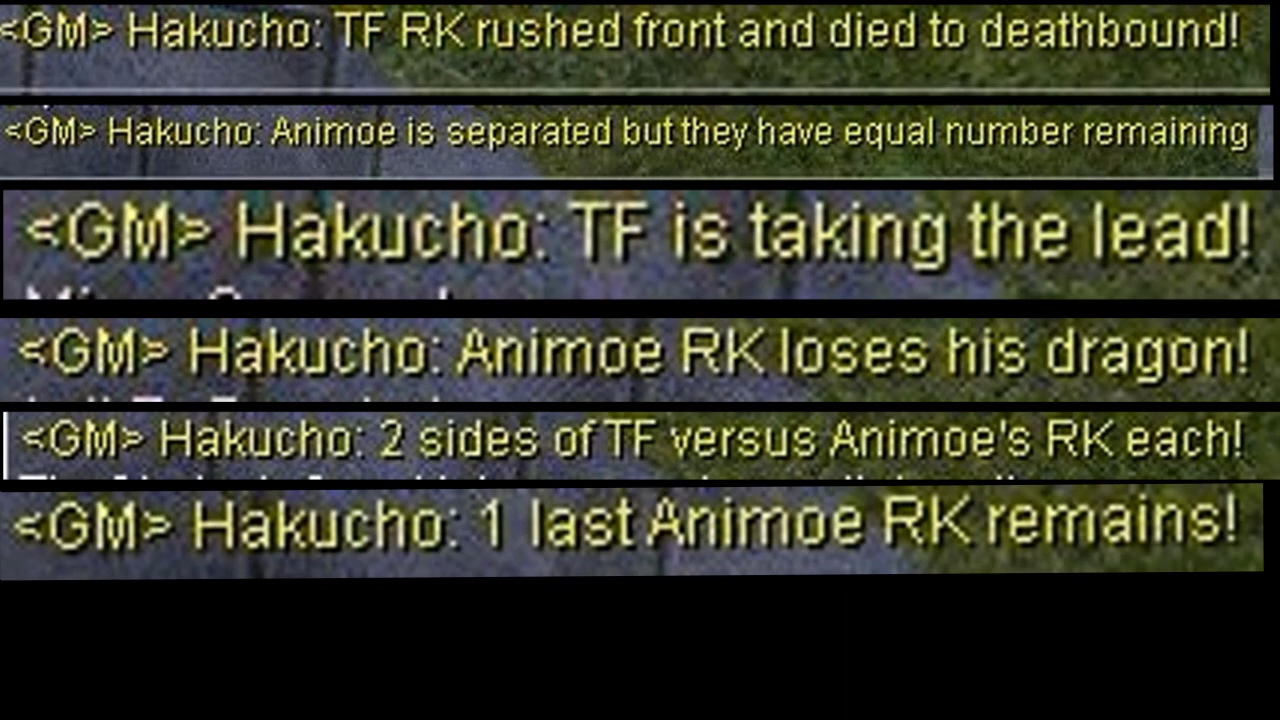 <GM> Hakucho: TF RK rushed front and died to deathbound!
<GM> Hakucho: Animoe is separated but they have equal number remaining
<GM> Hakucho: TF is taking the lead!
<GM> Hakucho: Animoe RK loses his dragon!
<GM> Hakucho: 2 sides of TF versus Animoe's RK each!
<GM> Hakucho: 1 last Animoe RK remains!